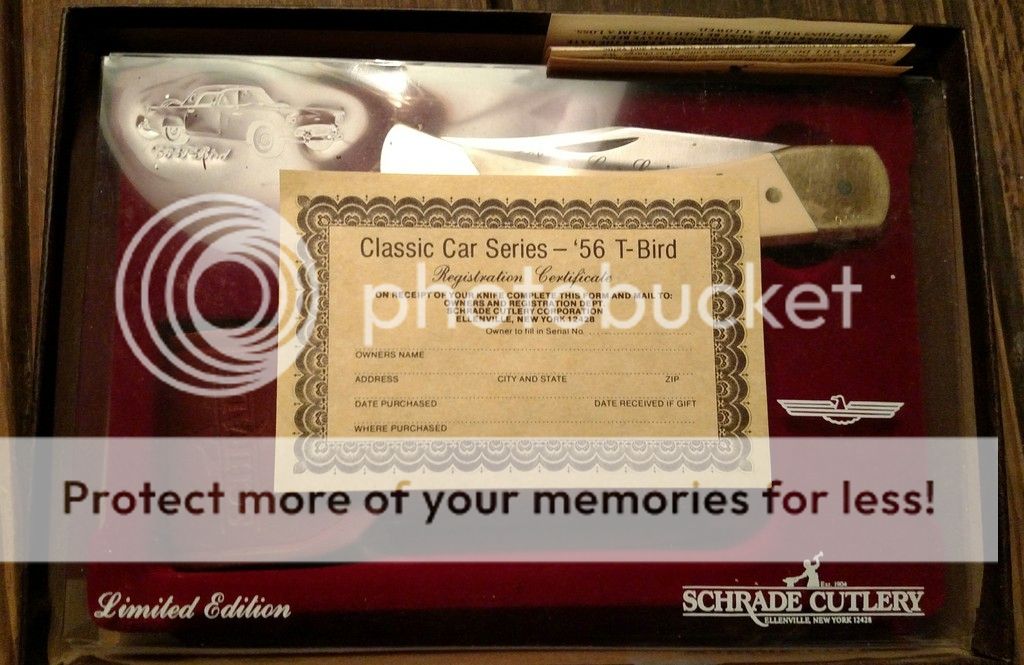 '56 T-Bird
Classic Car Series – '56 T-Bird
Registration Certificate
ON RECEIPT OF YOUR KNIFE COMPLETE THIS FORM AND MAIL TO:
OWNERS AND REGISTRATION DEPT.
SCHRADE CUTLERY CORPORATION
ELLENVILLE, NEW YORK 12428
Owner to fill in Serial No.
OWNERS NAME
ADDRESS CITY AND STATE ZIP
DATE PURCHASED DATE RECEIVED IF GIFT
WHERE PURCHASED
photobucket
Protect more of your memories for less!
Limited Edition
Est. 1904
SCHRADE CUTLERY
ELLENVILLE, NEW YORK 12428